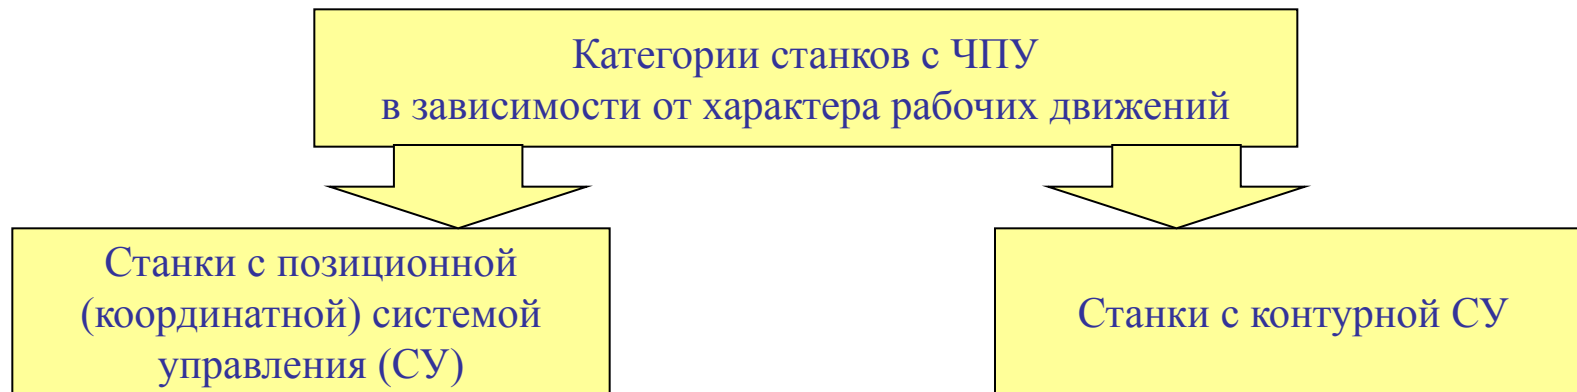 Категории станков с ЧПУ
в зависимости от характера рабочих движений
Станки с позиционной
(координатной) системой
управления (СУ)
Станки с контурной СУ